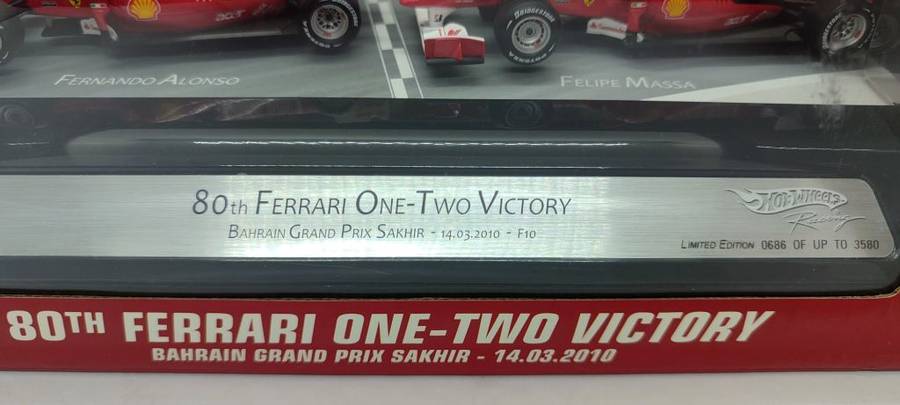 acer
BRIDGESTONE
FERNANDO ALONSO
FELIPE MASSA
80th FERRARI ONE-TWO VICTORY
BAHRAIN GRAND PRIX SAKHIR - 14.03.2010 - F10
Hot Wheels
Racing
LIMITED EDITION 0686 OF UP TO 3580
80TH FERRARI ONE-TWO VICTORY
BAHRAIN GRAND PRIX SAKHIR - 14.03.2010